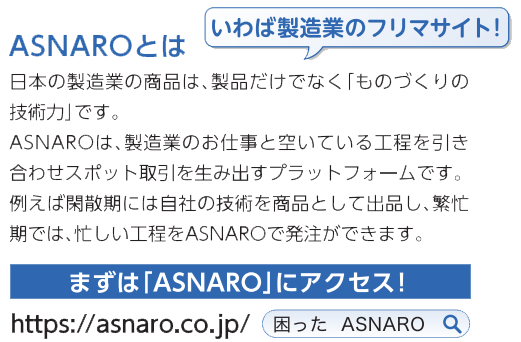 いわば製造業のフリマサイト!
ASNAROとは
日本の製造業の商品は、製品だけでなく「ものづくりの
技術力」です。
ASNAROは、製造業のお仕事と空いている工程を引き
合わせスポット取引を生み出すプラットフォームです。
例えば閑散期には自社の技術を商品として出品し、繁忙
期では、忙しい工程をASNAROで発注ができます。
まずは「ASNARO」にアクセス!
https://asnaro.co.jp/ 困った ASNARO